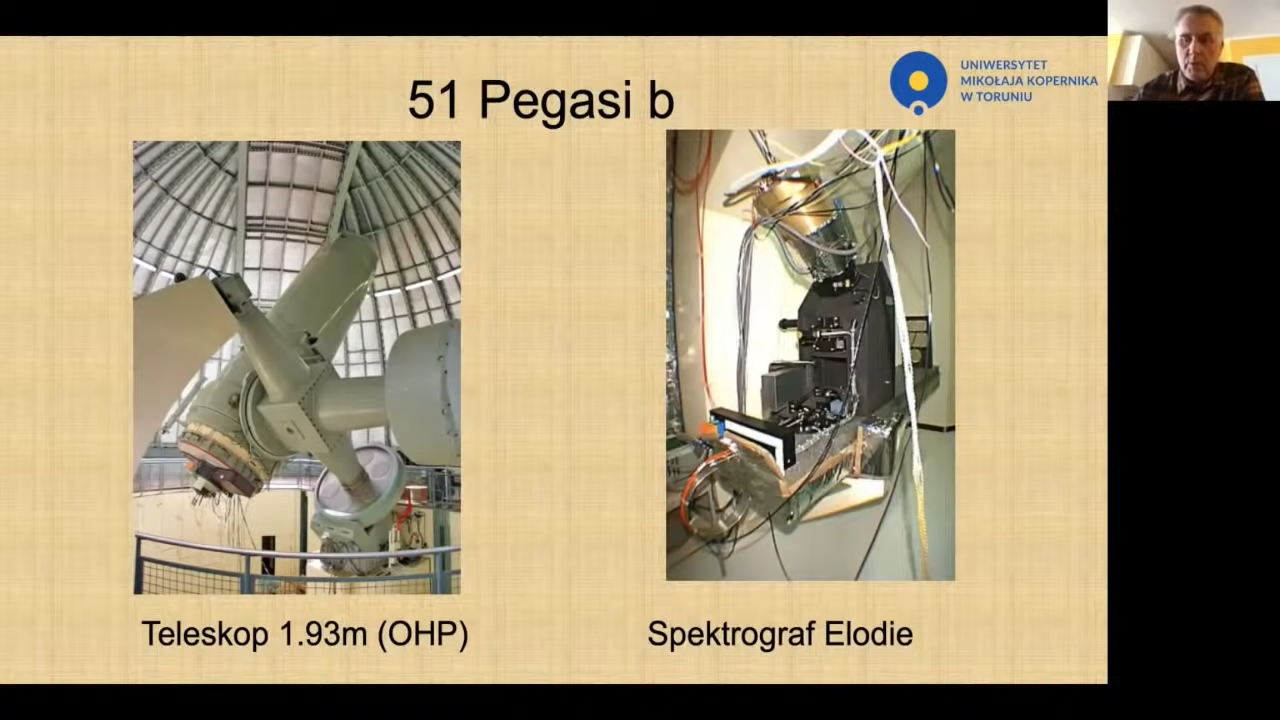 51 Pegasi b
UNIWERSYTET
MIKOŁAJA KOPERNIKA
W TORUNIU
Teleskop 1.93m (OHP)
Spektrograf Elodie